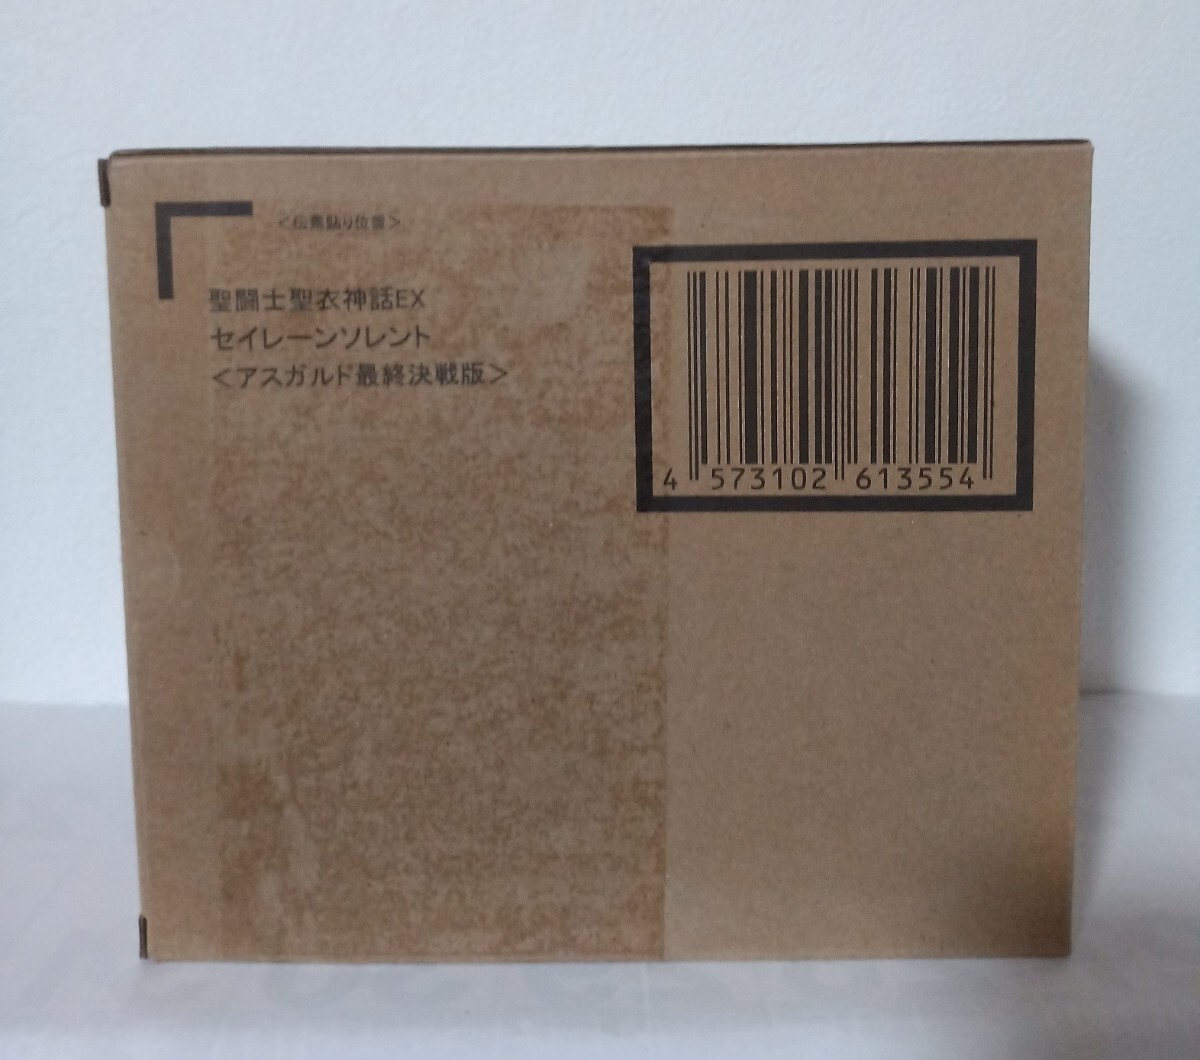 ＜伝票貼り位置＞
聖闘士聖衣神話EX
セイレーンソレント
＜アスガルド最終決戦版＞
4 573102 613554